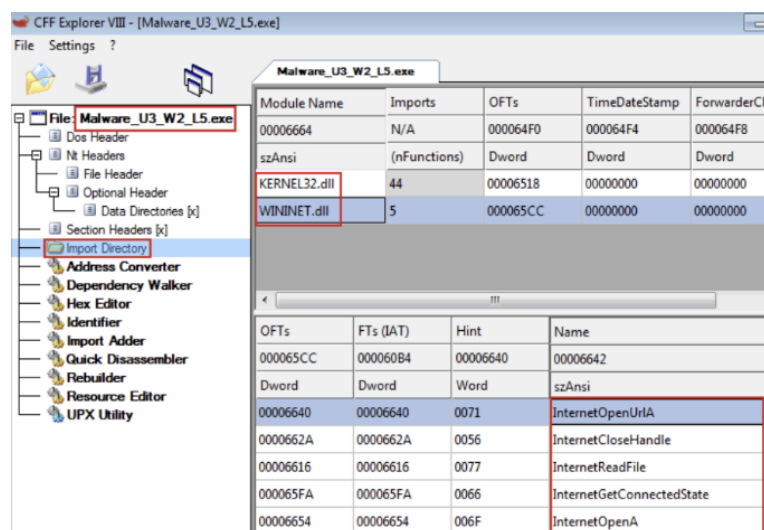 CFF Explorer VIII - [Malware_U3_W2_L5.exe]
File Settings ?
Malware_U3_W2_L5.exe
File: Malware_U3_W2_L5.exe
Dos Header
Nt Headers
File Header
Optional Header
Data Directories [x]
Section Headers [x]
Import Directory
Address Converter
Dependency Walker
Hex Editor
Identifier
Import Adder
Quick Disassembler
Rebuilder
Resource Editor
UPX Utility
Module Name Imports OFTs TimeDateStamp ForwarderCl
00006664 N/A 000064F0 000064F4 000064F8
szAnsi (nFunctions) Dword Dword Dword
KERNEL32.dll 44 00006518 00000000 00000000
WININET.dll 5 000065CC 00000000 00000000
OFTs FTs (IAT) Hint Name
000065CC 000060B4 00006640 00006642
Dword Dword Word szAnsi
00006640 00006640 0071 InternetOpenUrlA
0000662A 0000662A 0056 InternetCloseHandle
00006616 00006616 0077 InternetReadFile
000065FA 000065FA 0066 InternetGetConnectedState
00006654 00006654 006F InternetOpenA